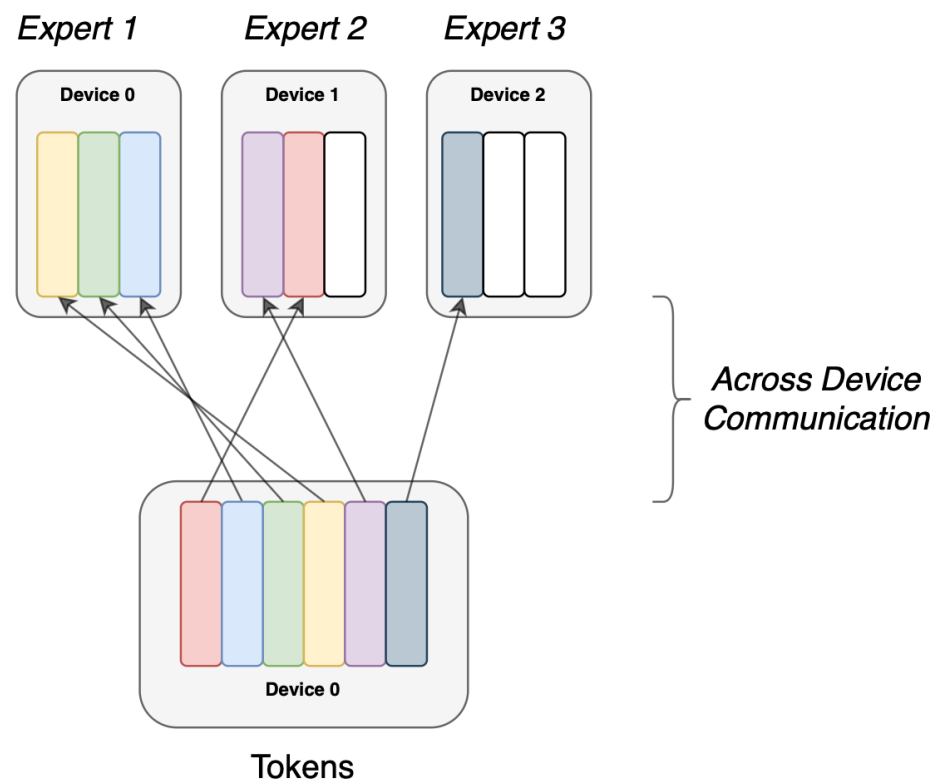 Expert 1
Expert 2
Expert 3
Device 0
Device 1
Device 2
Across Device
Communication
Device 0
Tokens